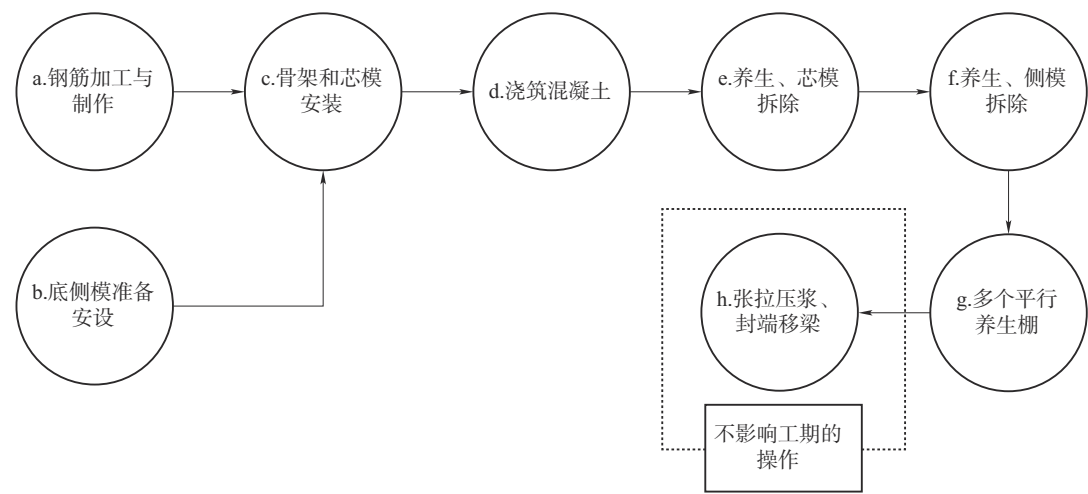 a.钢筋加工与
制作
c.骨架和芯模
安装
d.浇筑混凝土
e.养生、芯模
拆除
f.养生、侧模
拆除
b.底侧模准备
安设
h.张拉压浆、
封端移梁
g.多个平行
养生棚
不影响工期的
操作